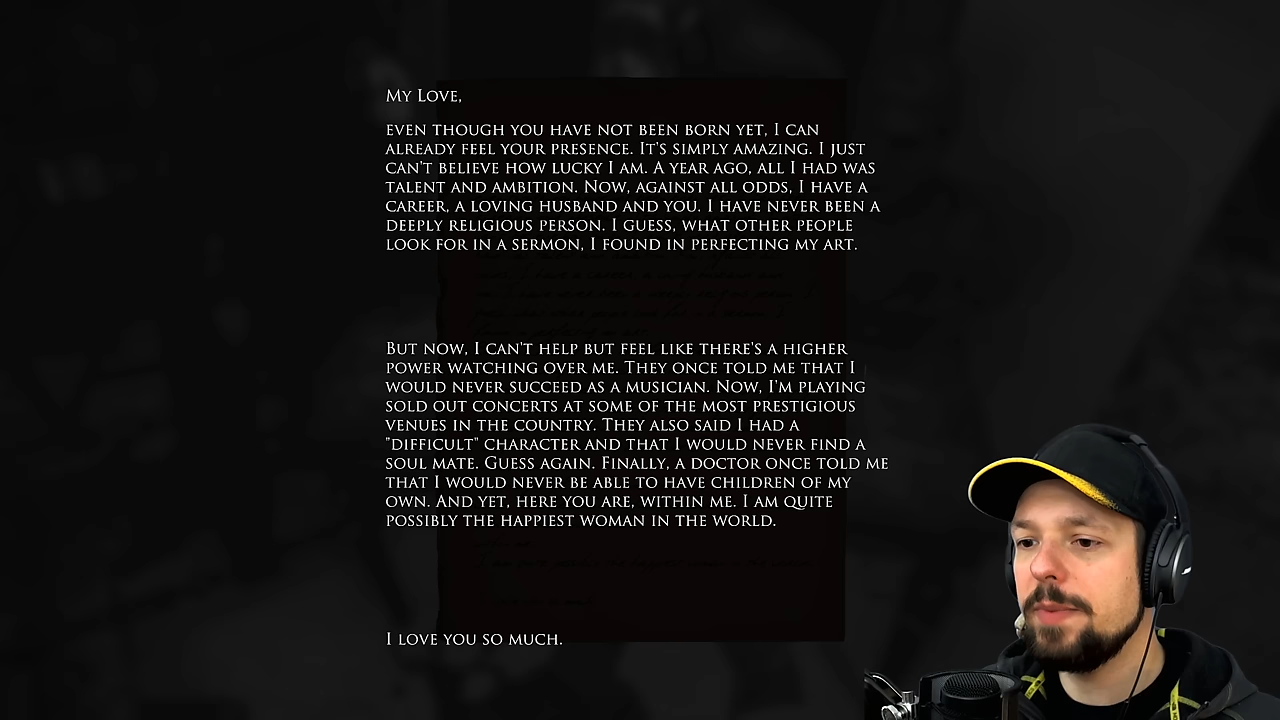 My Love,
even though you have not been born yet, I can
already feel your presence. It's simply amazing. I just
can't believe how lucky I am. A year ago, all I had was
talent and ambition. Now, against all odds, I have a
career, a loving husband and you. I have never been a
deeply religious person. I guess, what other people
look for in a sermon, I found in perfecting my art.
But now, I can't help but feel like there's a higher
power watching over me. They once told me that I
would never succeed as a musician. Now, I'm playing
sold out concerts at some of the most prestigious
venues in the country. They also said I had a
"difficult" character and that I would never find a
soul mate. Guess again. Finally, a doctor once told me
that I would never be able to have children of my
own. And yet, here you are, within me. I am quite
possibly the happiest woman in the world.
I love you so much.